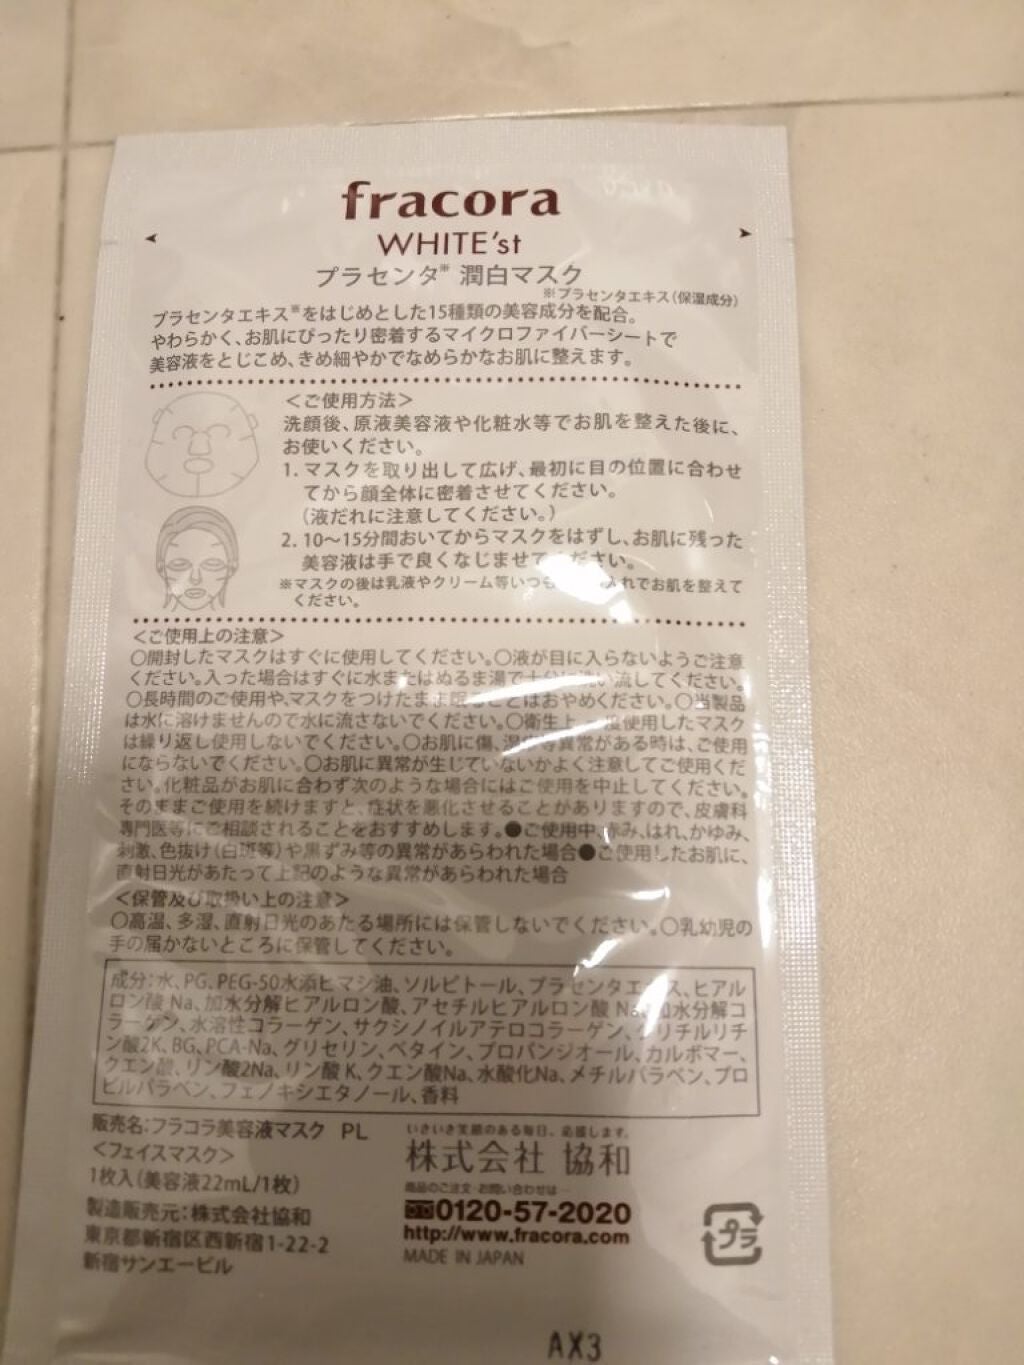 fracora
WHITE'st
プラセンタ※ 潤白マスク
※プラセンタエキス(保湿成分)
プラセンタエキス※をはじめとした15種類の美容成分を配合。
やわらかく、お肌にぴったり密着するマイクロファイバーシートで
美容液をとじこめ、きめ細やかでなめらかなお肌に整えます。
<ご使用方法>
洗顔後、原液美容液や化粧水等でお肌を整えた後に、
お使いください。
1. マスクを取り出して広げ、最初に目の位置に合わせ
てから顔全体に密着させてください。
(液だれに注意してください。)
2. 10〜15分間おいてからマスクをはずし、お肌に残った
美容液は手で良くなじませてください。
※マスクの後は乳液やクリーム等いつも 入れでお肌を整えて
ください。
<ご使用上の注意>
○開封したマスクはすぐに使用してください。○液が目に入らないようご注意
ください。入った場合はすぐに水またはぬるま湯で十分に洗い流してください。
○長時間のご使用や、マスクをつけたまま眠ることはおやめください。○当製品
は水に溶けませんので水に流さないでください。○衛生上、一度使用したマスク
は繰り返し使用しないでください。○お肌に傷、湿疹等異常がある時は、ご使用
にならないでください。○お肌に異常が生じていないかよく注意してご使用くだ
さい。化粧品がお肌に合わず次のような場合にはご使用を中止してください。
そのままご使用を続けますと、症状を悪化させることがありますので、皮膚科
専門医等にご相談されることをおすすめします。●ご使用中、赤み、はれ、かゆみ、
刺激、色抜け(白斑等)や黒ずみ等の異常があらわれた場合●ご使用したお肌に、
直射日光があたって上記のような異常があらわれた場合
<保管及び取扱い上の注意>
○高温、多湿、直射日光のあたる場所には保管しないでください。○乳幼児の
手の届かないところに保管してください。
成分:水、PG、PEG-50水添ヒマシ油、ソルビトール、プラセンタエキス、ヒアル
ロン酸 Na、加水分解ヒアルロン酸、アセチルヒアルロン酸 Na、加水分解コ
ラーゲン、水溶性コラーゲン、サクシノイルアテロコラーゲン、グリチルリチ
ン酸2K、BG、PCA-Na、グリセリン、ベタイン、プロパンジオール、カルボマー、
クエン酸、リン酸2Na、リン酸 K、クエン酸Na、水酸化Na、メチルパラベン、プロ
ピルパラベン、フェノキシエタノール、香料
販売名:フラコラ美容液マスク PL
<フェイスマスク>
1枚入(美容液22mL/1枚)
製造販売元:株式会社協和
東京都新宿区西新宿1-22-2
新宿サンエービル
いきいき笑顔のある毎日、応援します。
株式会社 協和
商品のご注文・お問い合わせは…
0120-57-2020
http://www.fracora.com
MADE IN JAPAN
プラ
AX3